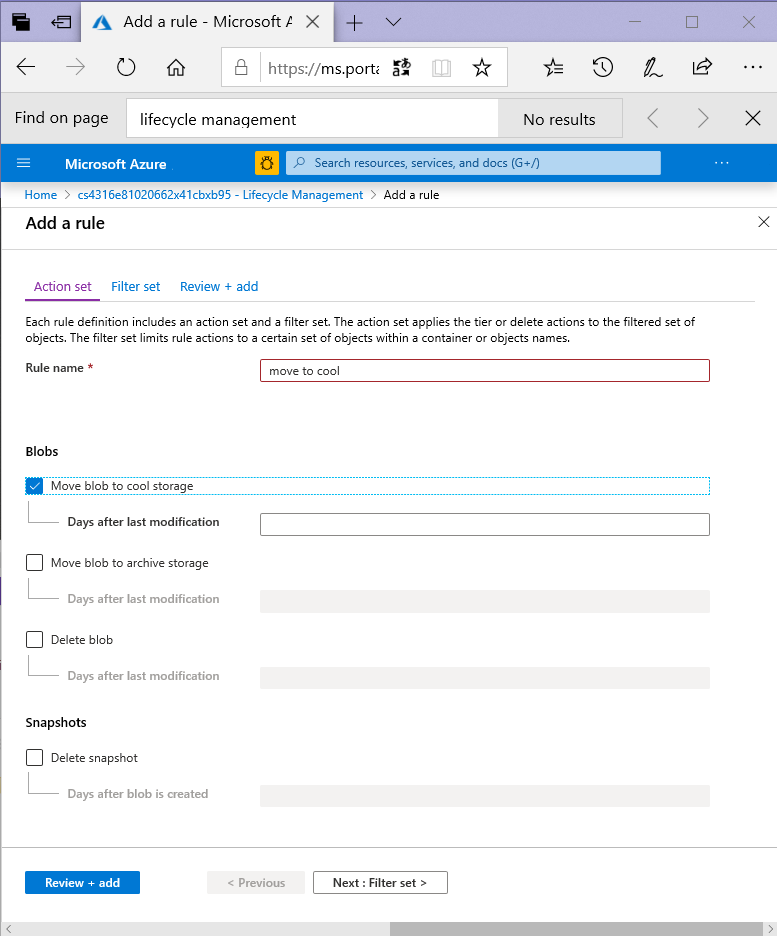 Add a rule - Microsoft A
https://ms.porta
Find on page
lifecycle management
No results
Microsoft Azure
Search resources, services, and docs (G+/)
Home > cs4316e81020662x41cbxb95 - Lifecycle Management > Add a rule
Add a rule
Action set
Filter set
Review + add
Each rule definition includes an action set and a filter set. The action set applies the tier or delete actions to the filtered set of
objects. The filter set limits rule actions to a certain set of objects within a container or objects names.
Rule name *
move to cool
Blobs
Move blob to cool storage
Days after last modification
Move blob to archive storage
Days after last modification
Delete blob
Days after last modification
Snapshots
Delete snapshot
Days after blob is created
Review + add
< Previous
Next : Filter set >